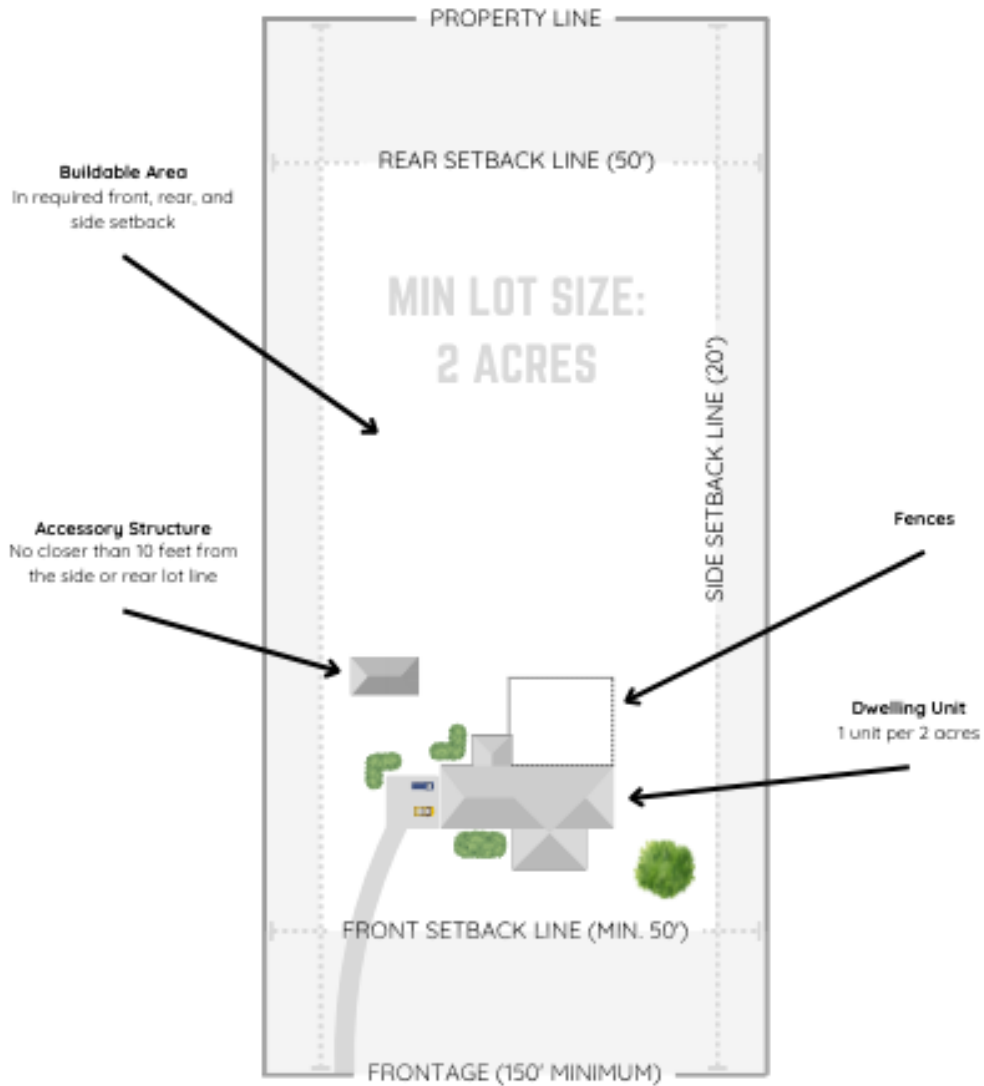 PROPERTY LINE
REAR SETBACK LINE (50')
Buildable Area
In required front, rear, and
side setback
MIN LOT SIZE:
2 ACRES
SIDE SETBACK LINE (20')
Accessory Structure
No closer than 10 feet from
the side or rear lot line
Fences
Dwelling Unit
1 unit per 2 acres
FRONT SETBACK LINE (MIN. 50')
FRONTAGE (150' MINIMUM)